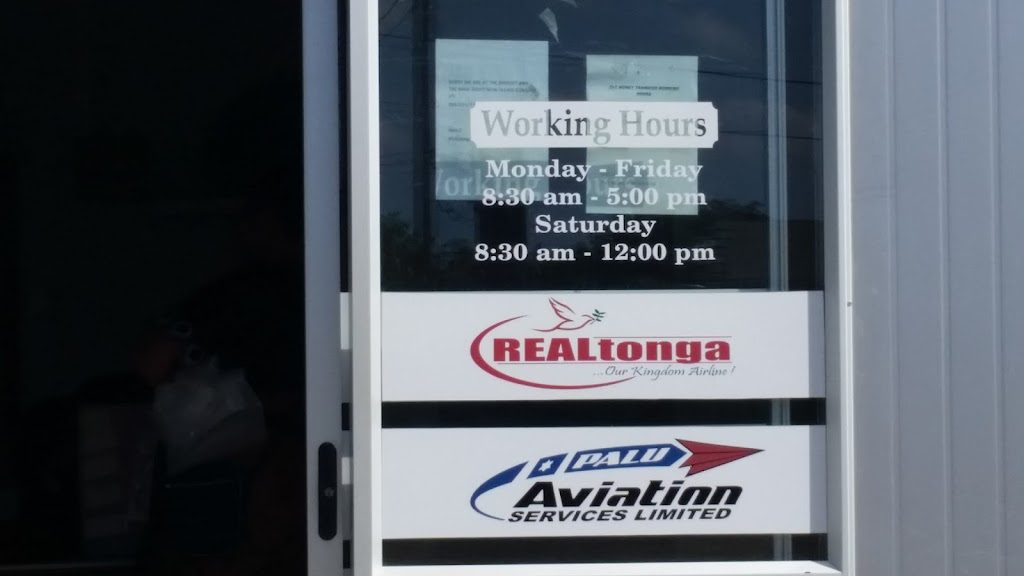 Working Hours
Monday - Friday
8:30 am - 5:00 pm
Saturday
8:30 am - 12:00 pm
REALtonga
...Our Kingdom Airline!
PALU
Aviation
SERVICES LIMITED